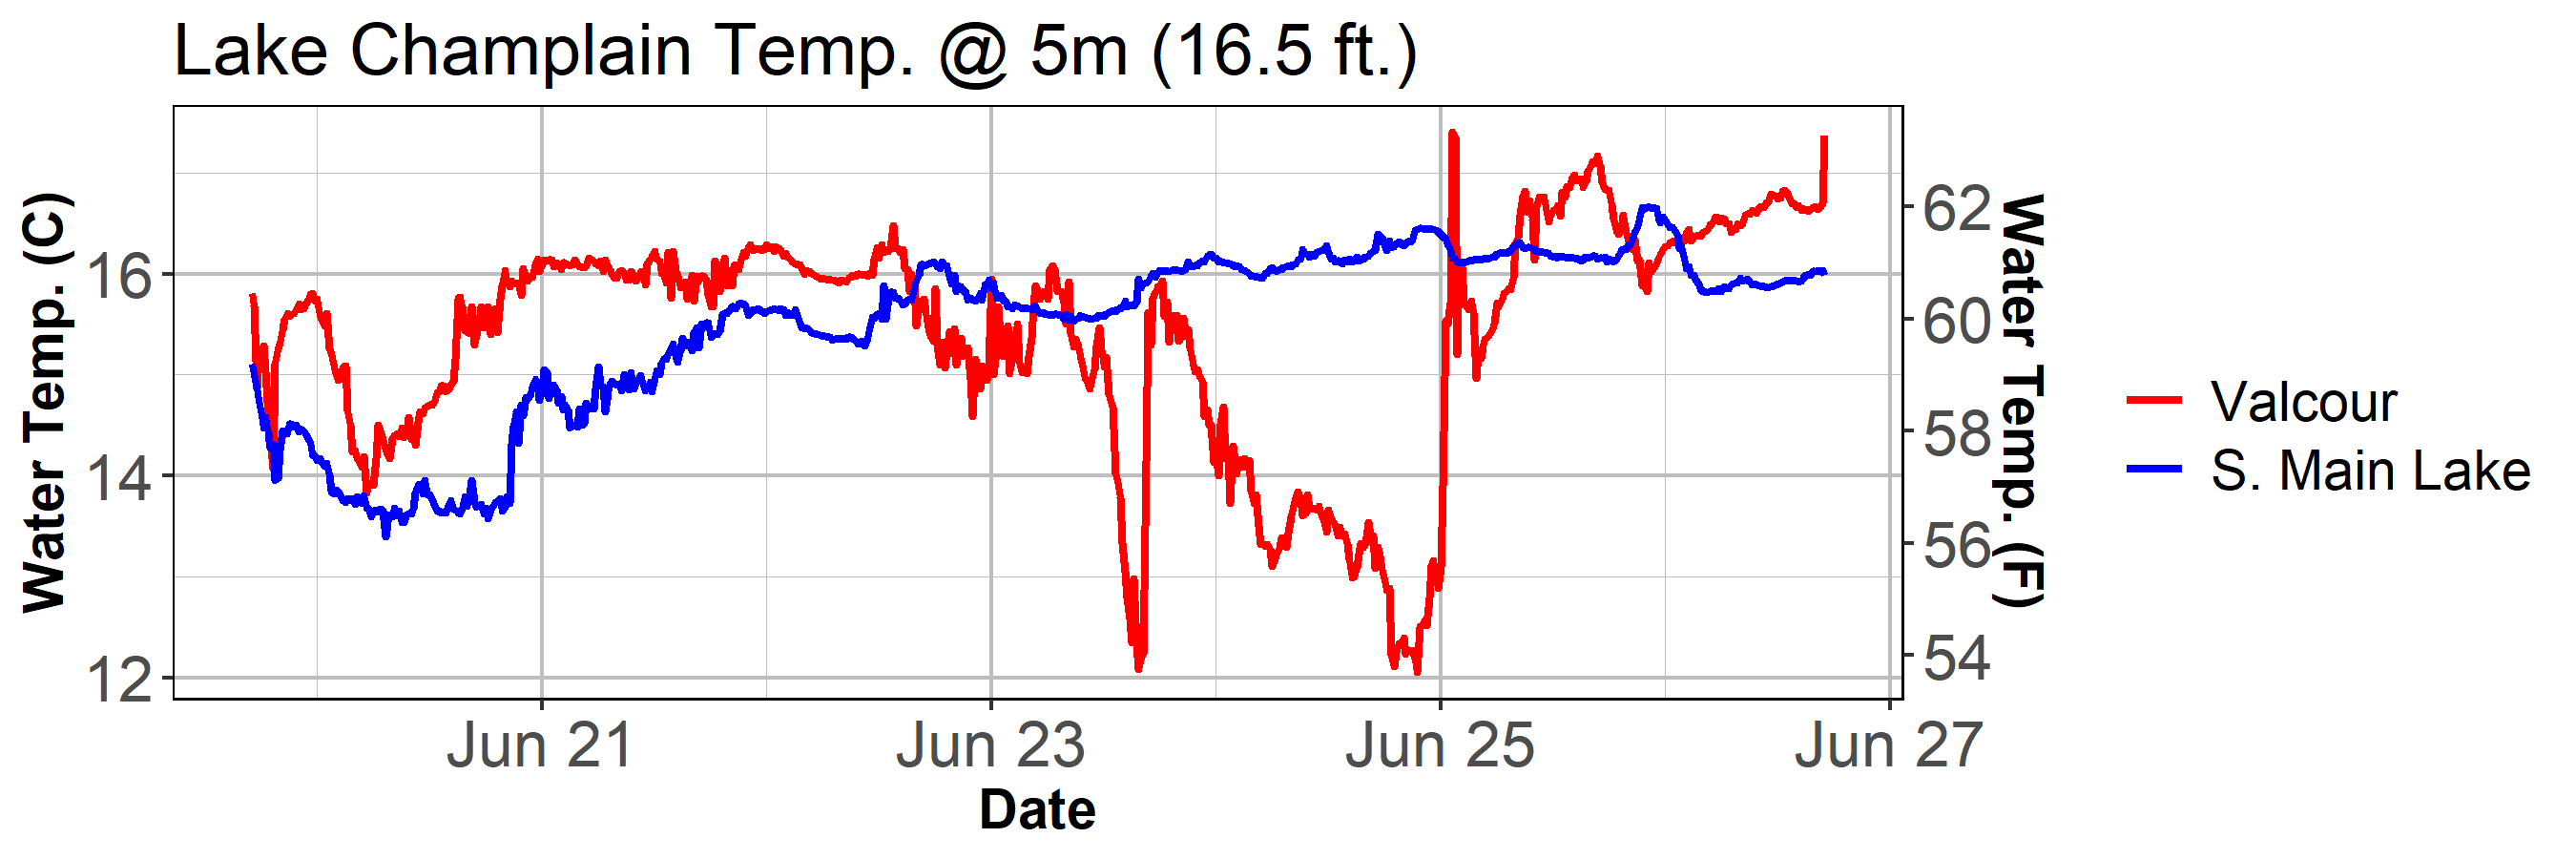 Lake Champlain Temp. @ 5m (16.5 ft.)
Water Temp. (C)
16
14
12
62
60
58
56
54
Water Temp. (F)
Jun 21
Jun 23
Jun 25
Jun 27
Date
Valcour
S. Main Lake